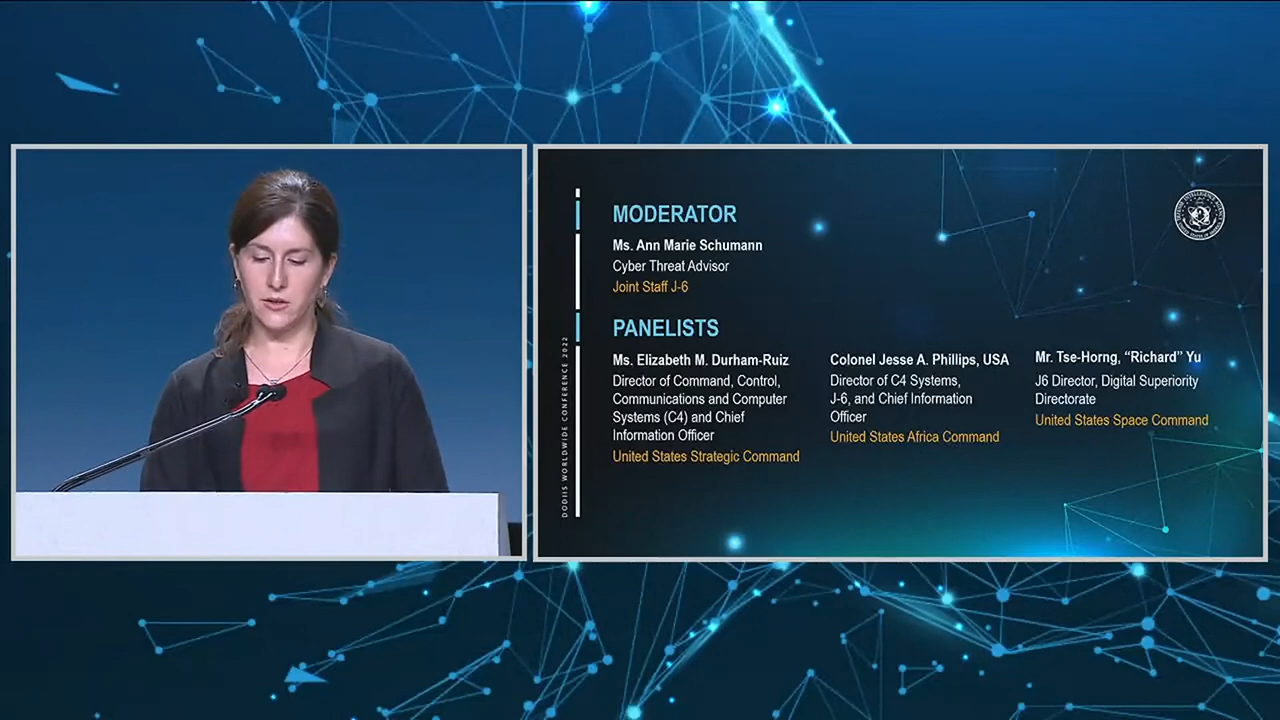 MODERATOR
Ms. Ann Marie Schumann
Cyber Threat Advisor
Joint Staff J-6
PANELISTS
Ms. Elizabeth M. Durham-Ruiz
Director of Command, Control,
Communications and Computer
Systems (C4) and Chief
Information Officer
United States Strategic Command
Colonel Jesse A. Phillips, USA
Director of C4 Systems,
J-6, and Chief Information
Officer
United States Africa Command
Mr. Tse-Horng, “Richard” Yu
J6 Director, Digital Superiority
Directorate
United States Space Command
DODIIS WORLDWIDE CONFERENCE 2022